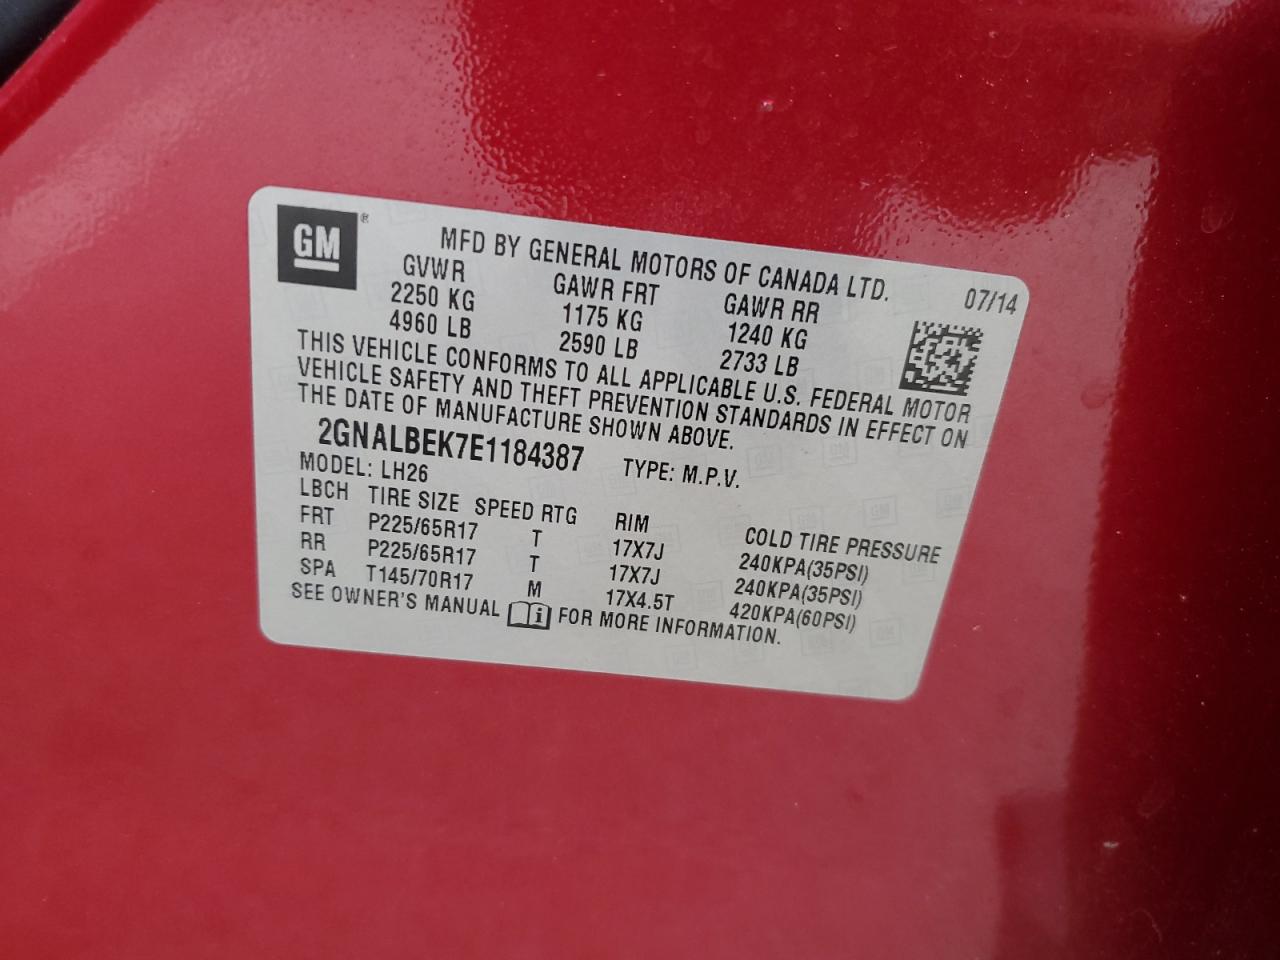 GM®
MFD BY GENERAL MOTORS OF CANADA LTD.
07/14
GVWR GAWR FRT GAWR RR
2250 KG 1175 KG 1240 KG
4960 LB 2590 LB 2733 LB
THIS VEHICLE CONFORMS TO ALL APPLICABLE U.S. FEDERAL MOTOR
VEHICLE SAFETY AND THEFT PREVENTION STANDARDS IN EFFECT ON
THE DATE OF MANUFACTURE SHOWN ABOVE.
2GNALBEK7E1184387 TYPE: M.P.V.
MODEL: LH26
LBCH TIRE SIZE SPEED RTG RIM COLD TIRE PRESSURE
FRT P225/65R17 T 17X7J 240KPA(35PSI)
RR P225/65R17 T 17X7J 240KPA(35PSI)
SPA T145/70R17 M 17X4.5T 420KPA(60PSI)
SEE OWNER'S MANUAL i FOR MORE INFORMATION.